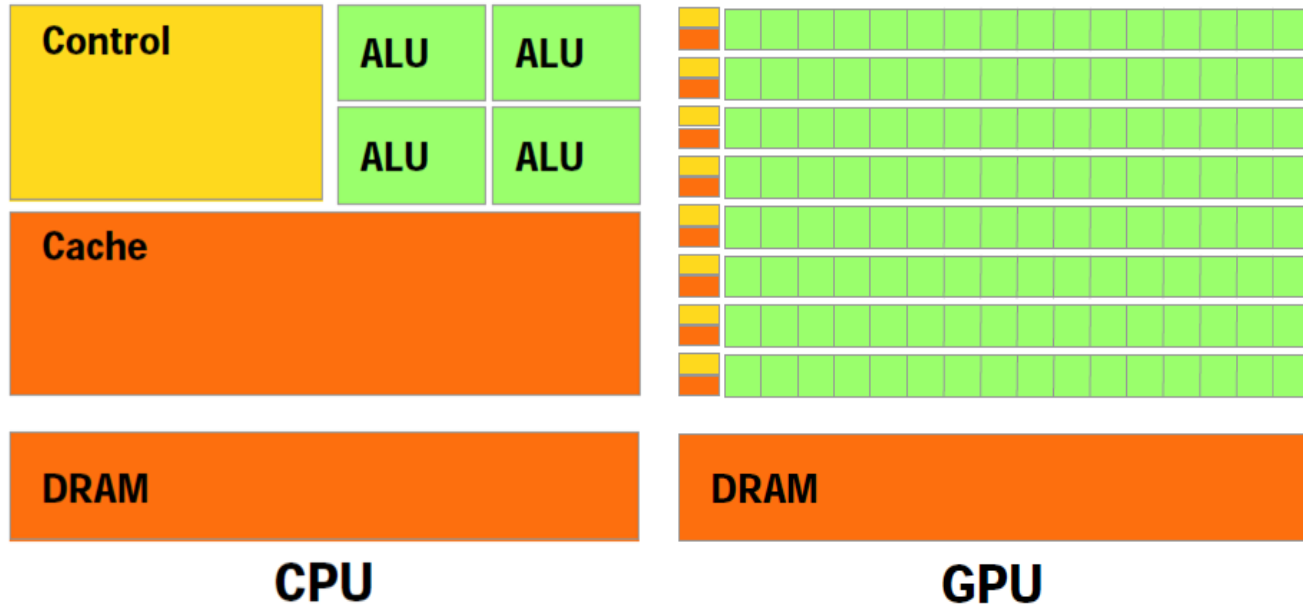 Control
ALU ALU
ALU ALU
Cache
DRAM
CPU
DRAM
GPU